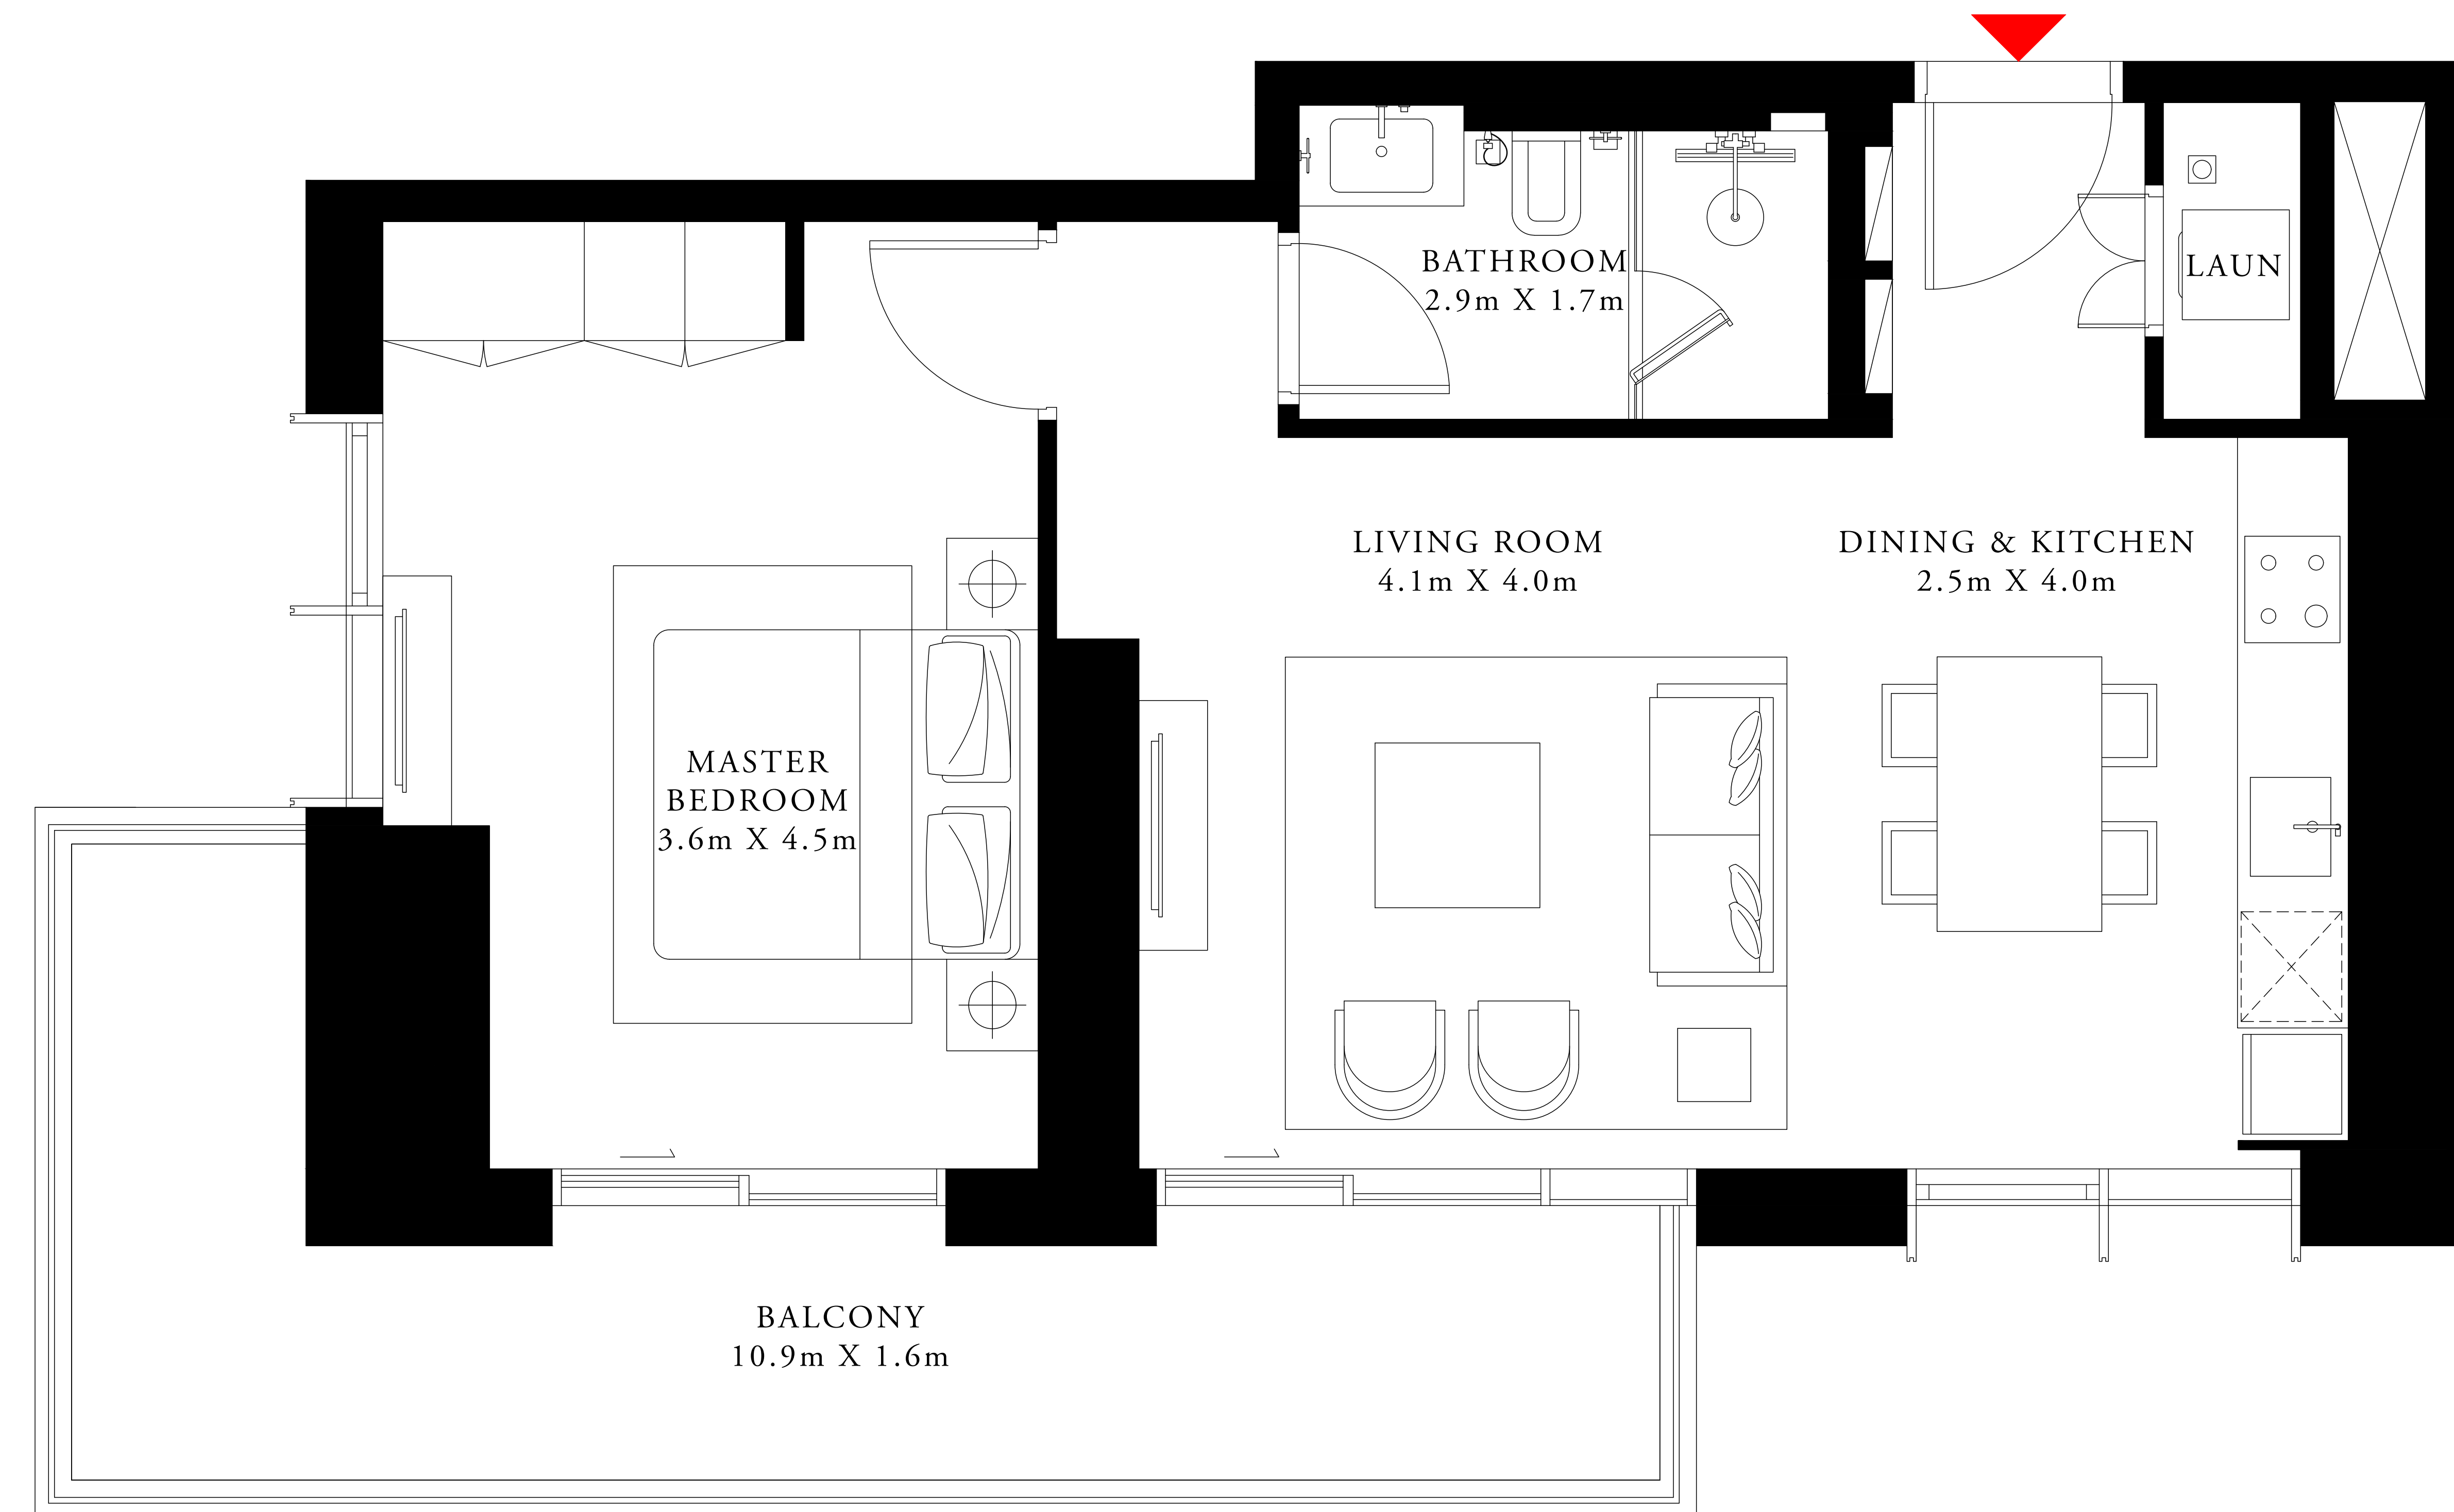 BATHROOM
2.9m X 1.7m
LAUN
LIVING ROOM
4.1m X 4.0m
DINING & KITCHEN
2.5m X 4.0m
MASTER
BEDROOM
3.6m X 4.5m
BALCONY
10.9m X 1.6m